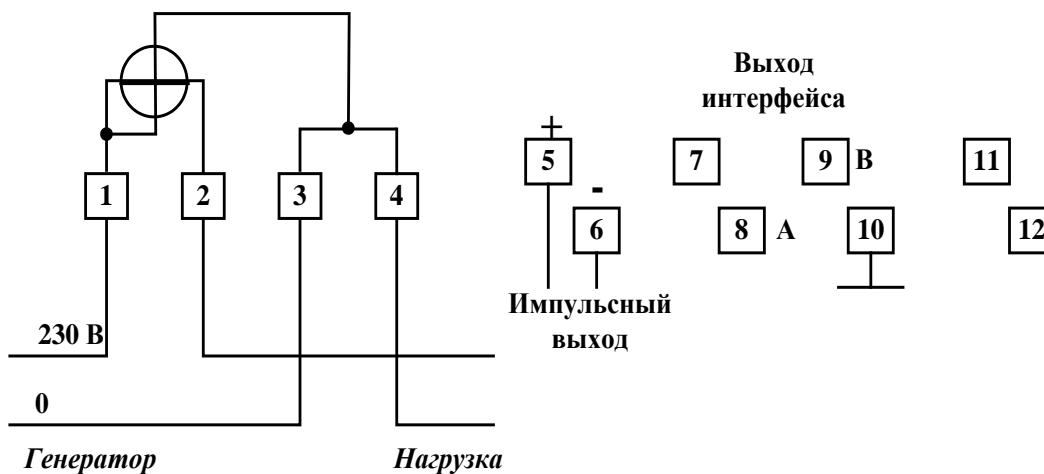 Выход
интерфейса
+
5 7 9 B 11
1 2 3 4
-
6 8 A 10 12
Импульсный
выход
230 В
0
Генератор Нагрузка